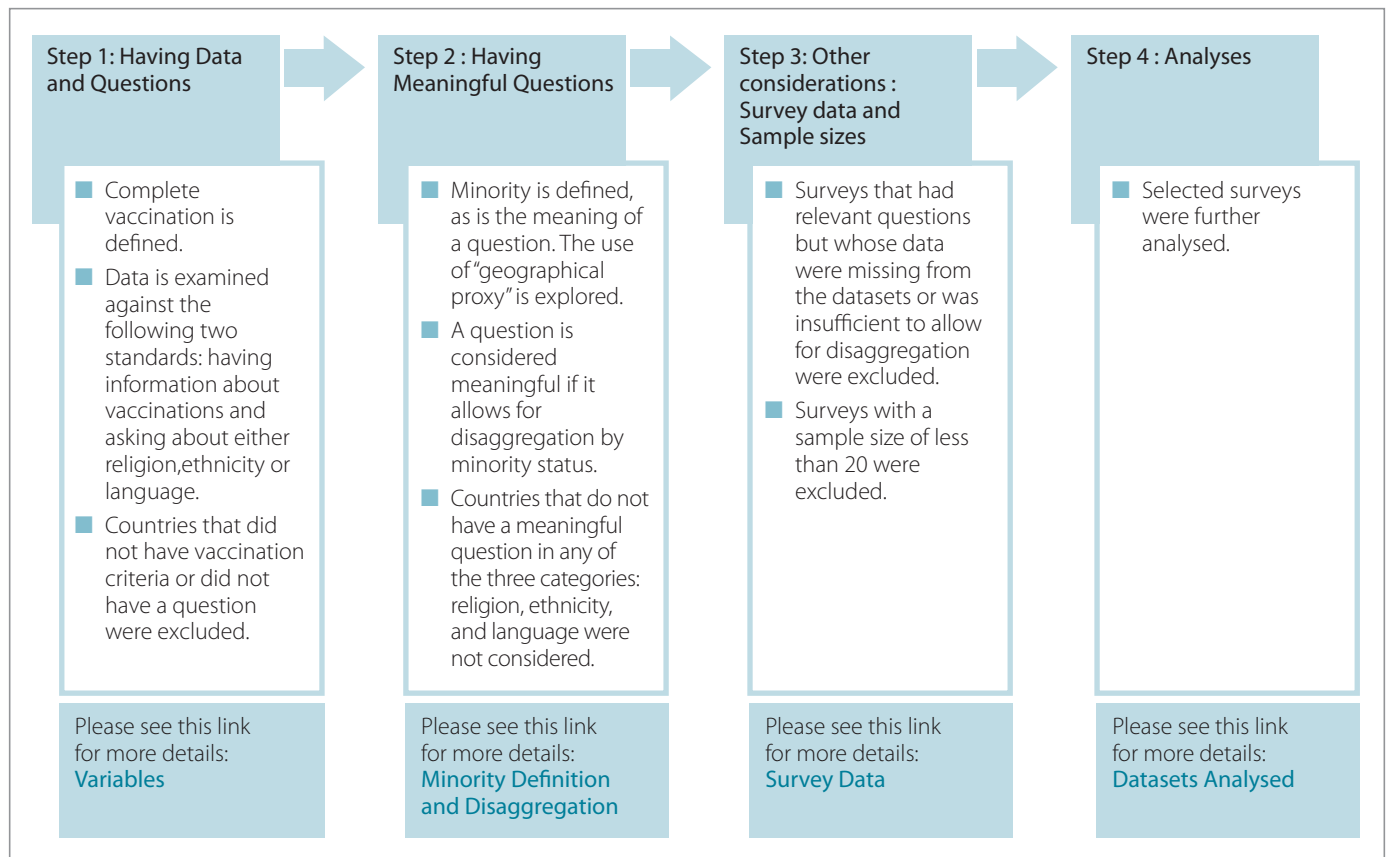 Step 1: Having Data
and Questions
Complete
vaccination is
defined.
Data is examined
against the
following two
standards: having
information about
vaccinations and
asking about either
religion,ethnicity or
language.
Countries that did
not have vaccination
criteria or did not
have a question
were excluded.
Please see this link
for more details:
Variables
Step 2 : Having
Meaningful Questions
Minority is defined,
as is the meaning of
a question. The use
of “geographical
proxy” is explored.
A question is
considered
meaningful if it
allows for
disaggregation by
minority status.
Countries that do not
have a meaningful
question in any of
the three categories:
religion, ethnicity,
and language were
not considered.
Please see this link
for more details:
Minority Definition
and Disaggregation
Step 3: Other
considerations :
Survey data and
Sample sizes
Surveys that had
relevant questions
but whose data
were missing from
the datasets or was
insufficient to allow
for disaggregation
were excluded.
Surveys with a
sample size of less
than 20 were
excluded.
Please see this link
for more details:
Survey Data
Step 4 : Analyses
Selected surveys
were further
analysed.
Please see this link
for more details:
Datasets Analysed